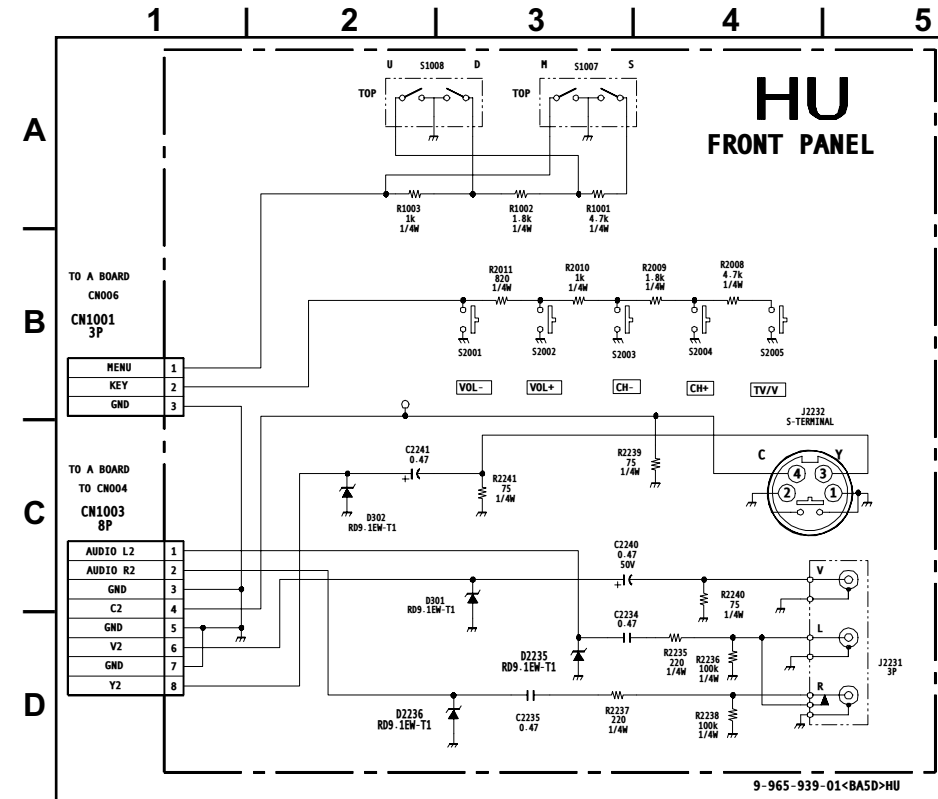 1 2 3 4 5
U S1008 D M S1007 S
TOP TOP
HU
FRONT PANEL
A
R1003
1k
1/4W
R1002
1.8k
1/4W
R1001
4.7k
1/4W
TO A BOARD
CN006
CN1001
3P
B
R2011
820
1/4W
R2010
1k
1/4W
R2009
1.8k
1/4W
R2008
4.7k
1/4W
S2001 S2002 S2003 S2004 S2005
MENU 1
KEY 2
GND 3
VOL- VOL+ CH- CH+ TV/V
J2232
S-TERMINAL
C Y
4 3
2 1
TO A BOARD
TO CN004
CN1003
8P
C
C2241
0.47
+
R2241
75
1/4W
R2239
75
1/4W
D302
RD9.1EW-T1
AUDIO L2 1
AUDIO R2 2
GND 3
C2 4
GND 5
V2 6
GND 7
Y2 8
C2240
0.47
50V
+
D301
RD9.1EW-T1
R2240
75
1/4W
V
C2234
0.47
D2235
RD9.1EW-T1
R2235
220
1/4W
R2236
100k
1/4W
L
J2231
3P
D
D2236
RD9.1EW-T1
C2235
0.47
R2237
220
1/4W
R2238
100k
1/4W
R
9-965-939-01<BA5D>HU